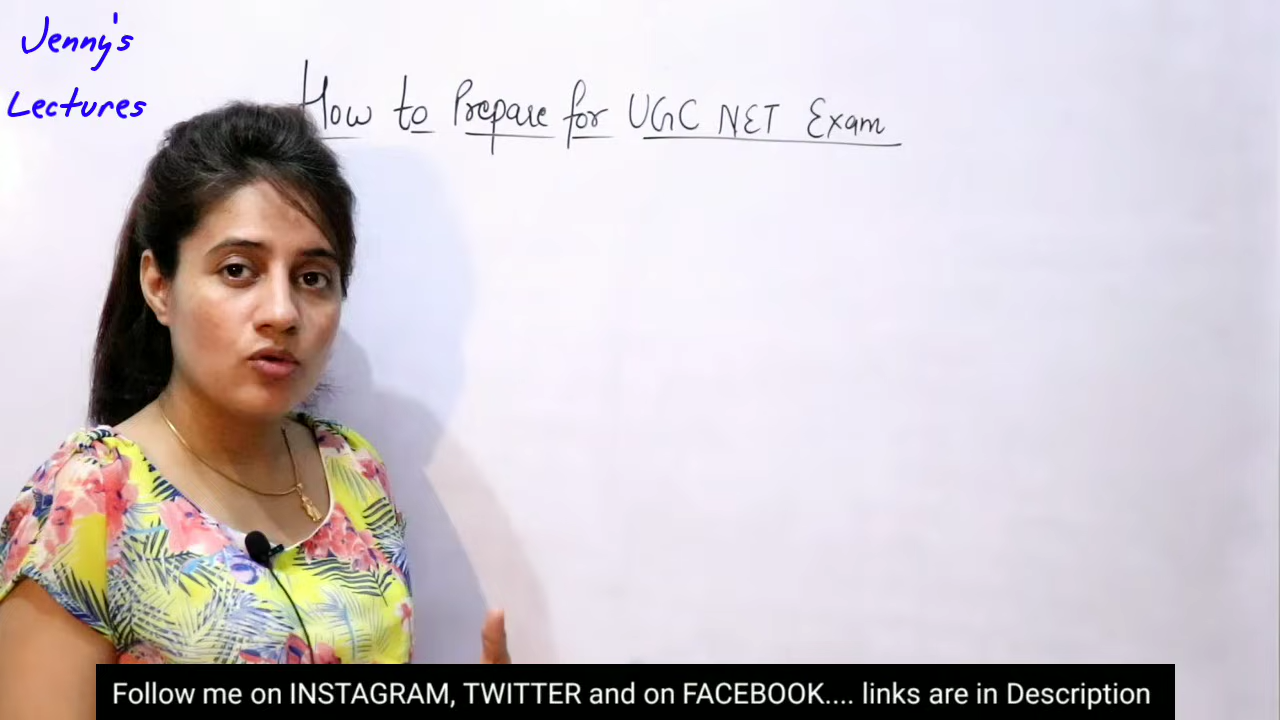 Jenny's
Lectures
How to Prepare for UGC NET Exam
Follow me on INSTAGRAM, TWITTER and on FACEBOOK.... links are in Description